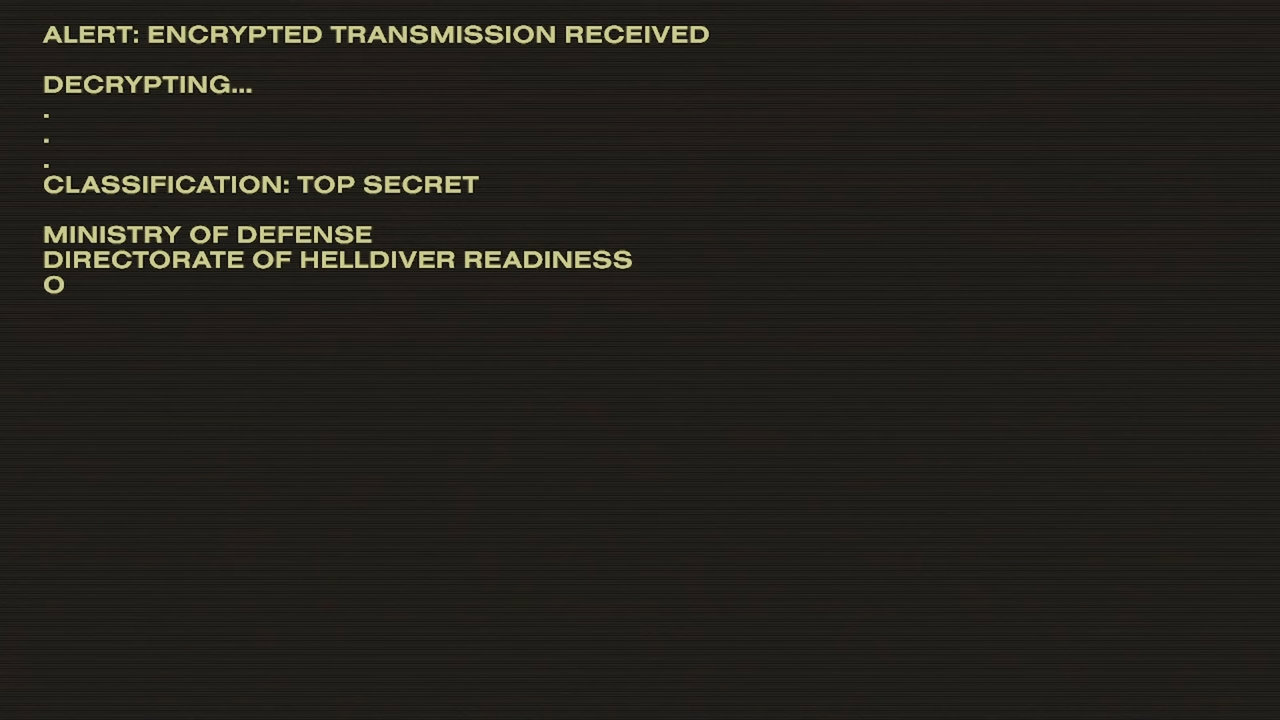 ALERT: ENCRYPTED TRANSMISSION RECEIVED
DECRYPTING...
.
.
.
CLASSIFICATION: TOP SECRET
MINISTRY OF DEFENSE
DIRECTORATE OF HELLDIVER READINESS
O